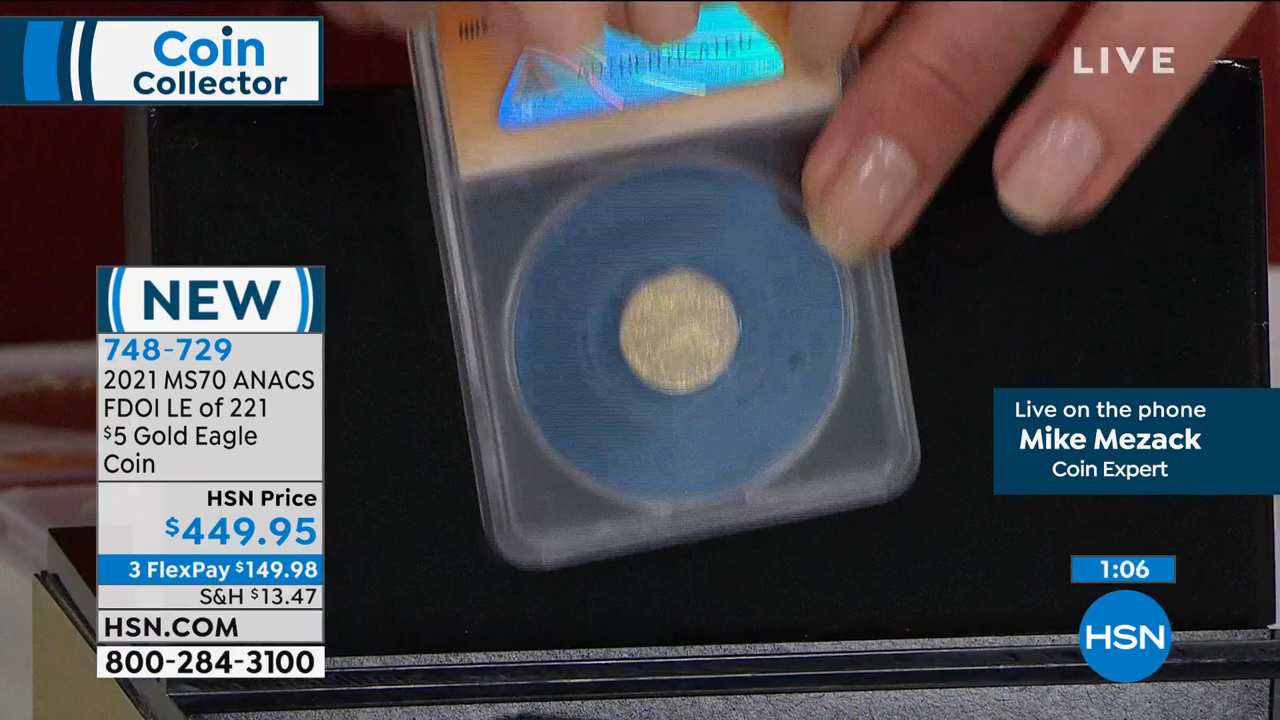 Coin
Collector
LIVE
AUTHENTICATED
NEW
748-729
2021 MS70 ANACS
FDOI LE of 221
$5 Gold Eagle
Coin
HSN Price
$449.95
3 FlexPay $149.98
S&H $13.47
HSN.COM
800-284-3100
Live on the phone
Mike Mezack
Coin Expert
1:06
HSN